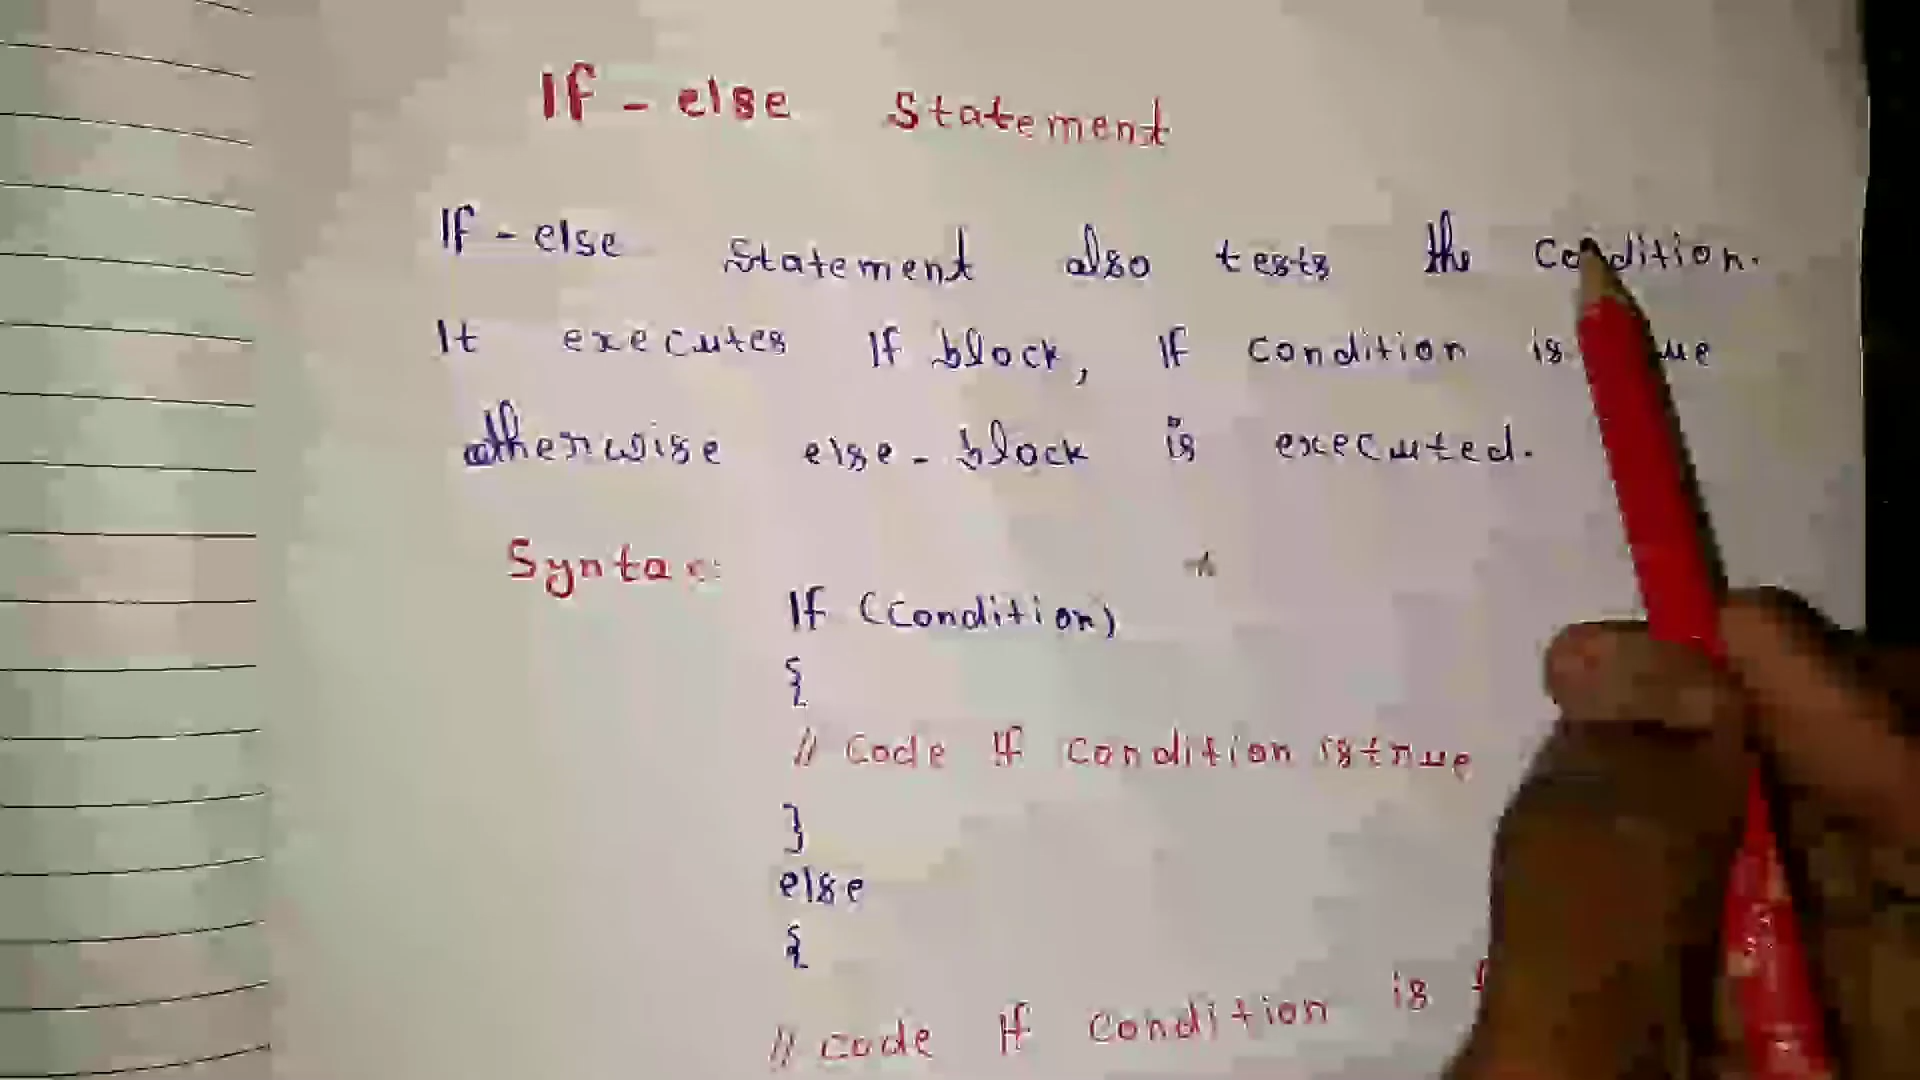 If - else Statement
If - else Statement also tests the condition.
It executes If block, If condition is
otherwise else - block is executed.
Syntax:
If (Condition)
{
// Code If condition is true
}
else
{
// code If condition is